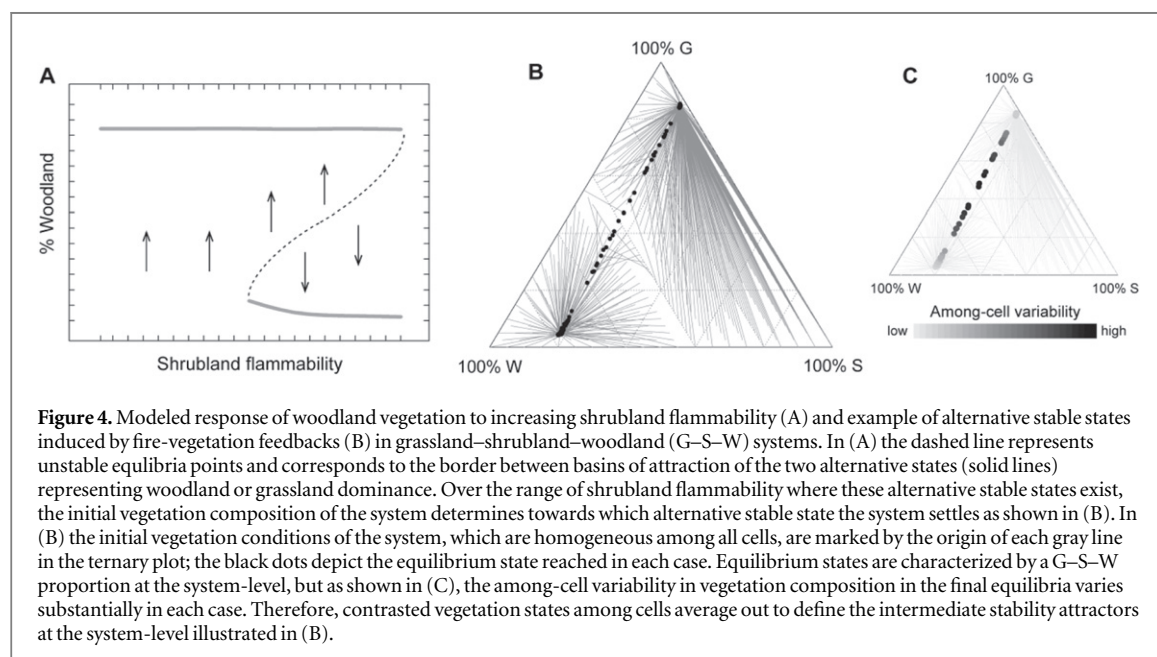 A
% Woodland
Shrubland flammability
B
100% G
100% W
100% S
C
100% G
100% W
100% S
Among-cell variability
low
high
Figure 4. Modeled response of woodland vegetation to increasing shrubland flammability (A) and example of alternative stable states
induced by fire-vegetation feedbacks (B) in grassland–shrubland–woodland (G–S–W) systems. In (A) the dashed line represents
unstable equlibria points and corresponds to the border between basins of attraction of the two alternative states (solid lines)
representing woodland or grassland dominance. Over the range of shrubland flammability where these alternative stable states exist,
the initial vegetation composition of the system determines towards which alternative stable state the system settles as shown in (B). In
(B) the initial vegetation conditions of the system, which are homogeneous among all cells, are marked by the origin of each gray line
in the ternary plot; the black dots depict the equilibrium state reached in each case. Equilibrium states are characterized by a G–S–W
proportion at the system-level, but as shown in (C), the among-cell variability in vegetation composition in the final equilibria varies
substantially in each case. Therefore, contrasted vegetation states among cells average out to define the intermediate stability attractors
at the system-level illustrated in (B).